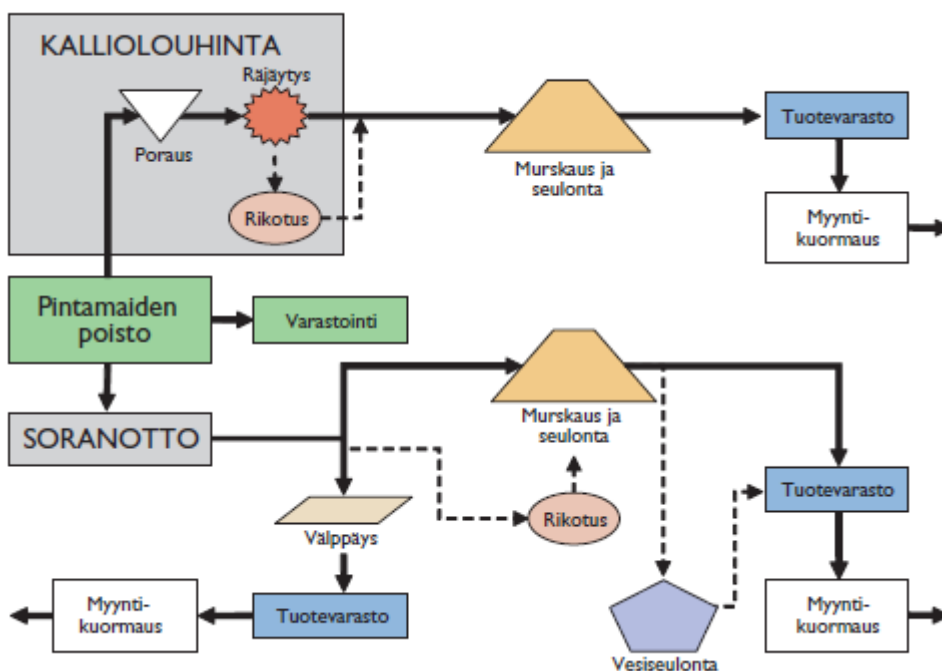 KALLIOLOUHINTA
Räjäytys
Poraus
Rikotus
Murskaus ja
seulonta
Tuotevarasto
Myynti-
kuormaus
Pintamaiden
poisto
Varastointi
SORANOTTO
Murskaus ja
seulonta
Välppäys
Rikotus
Tuotevarasto
Myynti-
kuormaus
Tuotevarasto
Vesiseulonta
Myynti-
kuormaus